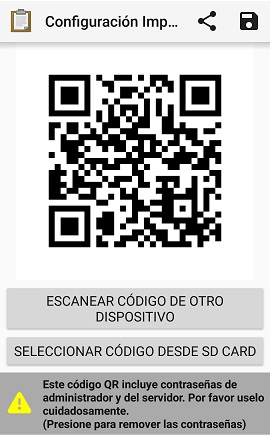 Configuración Imp...
ESCANEAR CÓDIGO DE OTRO
DISPOSITIVO
SELECCIONAR CÓDIGO DESDE SD CARD
Este código QR incluye contraseñas de
administrador y del servidor. Por favor uselo
cuidadosamente.
(Presione para remover las contraseñas)